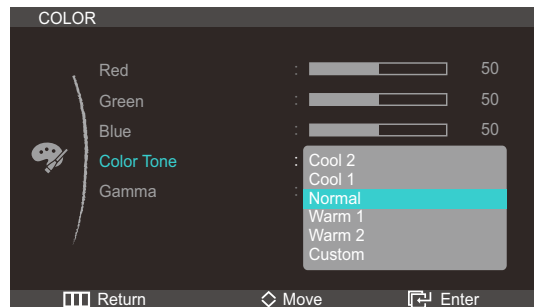 COLOR
Red : 50
Green : 50
Blue : 50
Color Tone : Cool 2
Cool 1
Gamma : Normal
Warm 1
Warm 2
Custom
Return Move Enter